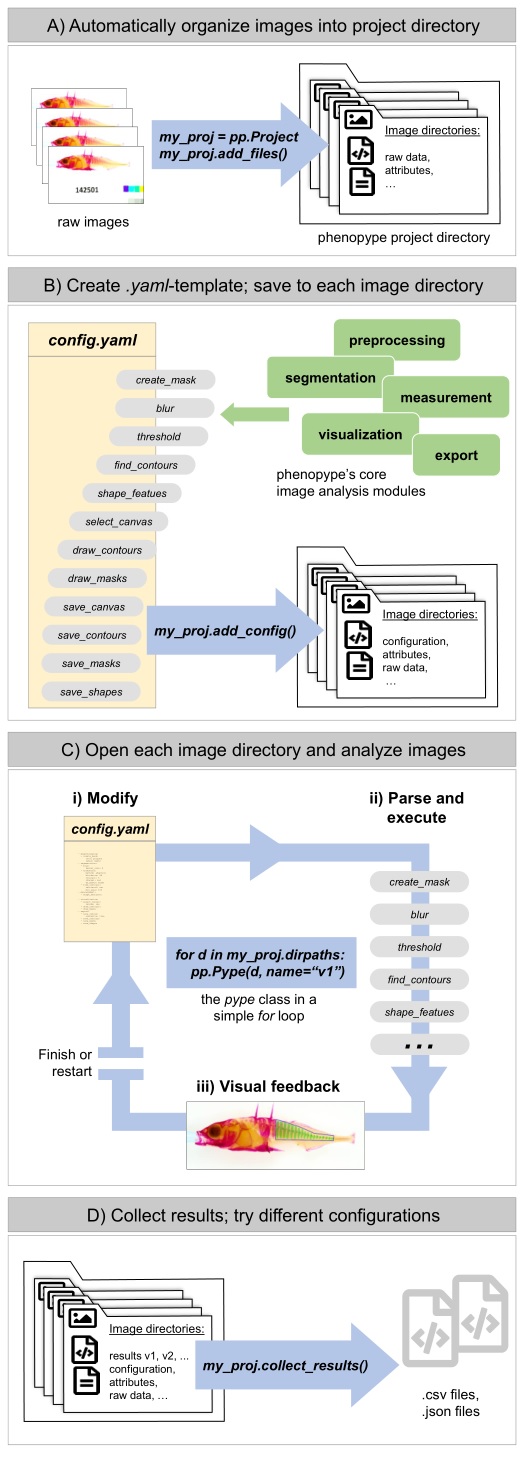 A) Automatically organize images into project directory
142501
raw images
my_proj = pp.Project
my_proj.add_files()
Image directories:
raw data,
attributes,
…
phenopype project directory
B) Create .yaml-template; save to each image directory
config.yaml
create_mask
blur
threshold
find_contours
shape_featues
select_canvas
draw_contours
draw_masks
save_canvas
save_contours
save_masks
save_shapes
preprocessing
segmentation
measurement
visualization
export
phenopype’s core
image analysis modules
my_proj.add_config()
Image directories:
configuration,
attributes,
raw data,
…
C) Open each image directory and analyze images
i) Modify
config.yaml
ii) Parse and
execute
create_mask
blur
threshold
find_contours
shape_featues
...
for d in my_proj.dirpaths:
pp.Pype(d, name=“v1”)
the pype class in a
simple for loop
Finish or
restart
iii) Visual feedback
D) Collect results; try different configurations
Image directories:
results v1, v2, ...
configuration,
attributes,
raw data, …
my_proj.collect_results()
.csv files,
.json files